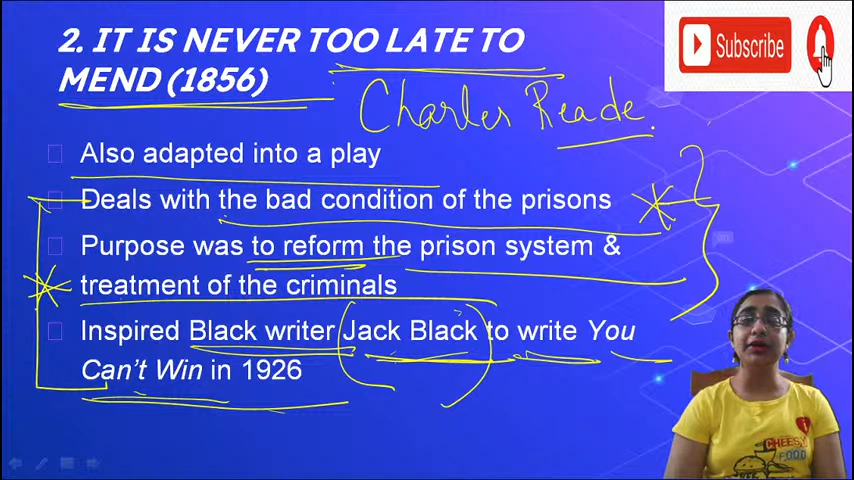 2. IT IS NEVER TOO LATE TO
MEND (1856)
Subscribe
Charles Reade.
Also adapted into a play
Deals with the bad condition of the prisons
?
Purpose was to reform the prison system &
treatment of the criminals
Inspired Black writer Jack Black to write You
Can't Win in 1926
i
CHEESY
FOOD